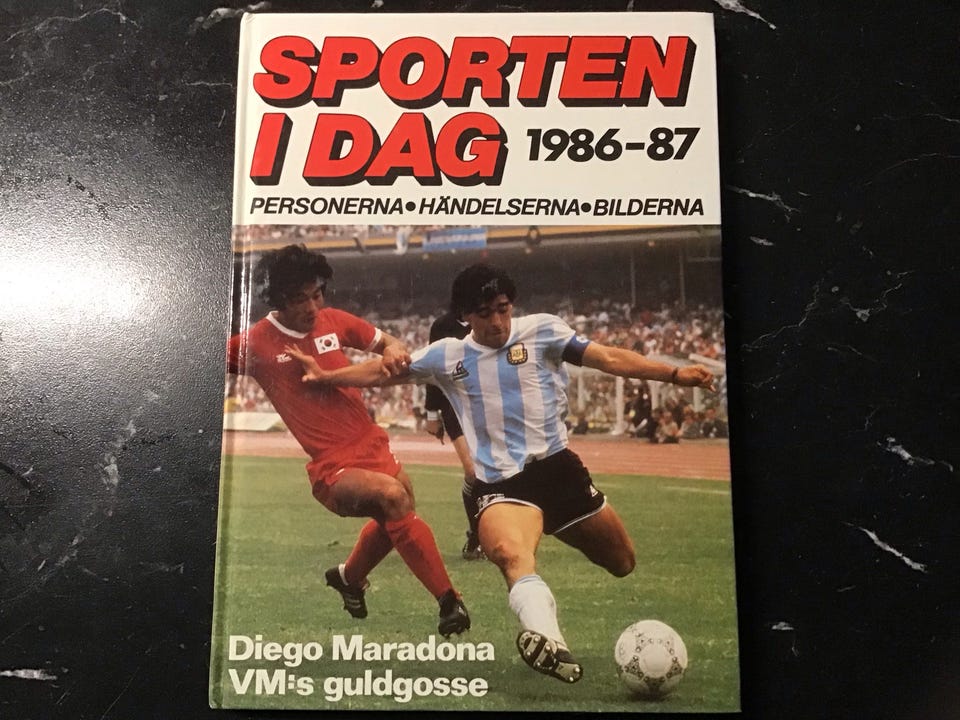 SPORTEN
I DAG 1986-87
PERSONERNA•HÄNDELSERNA•BILDERNA
Diego Maradona
VM:s guldgosse